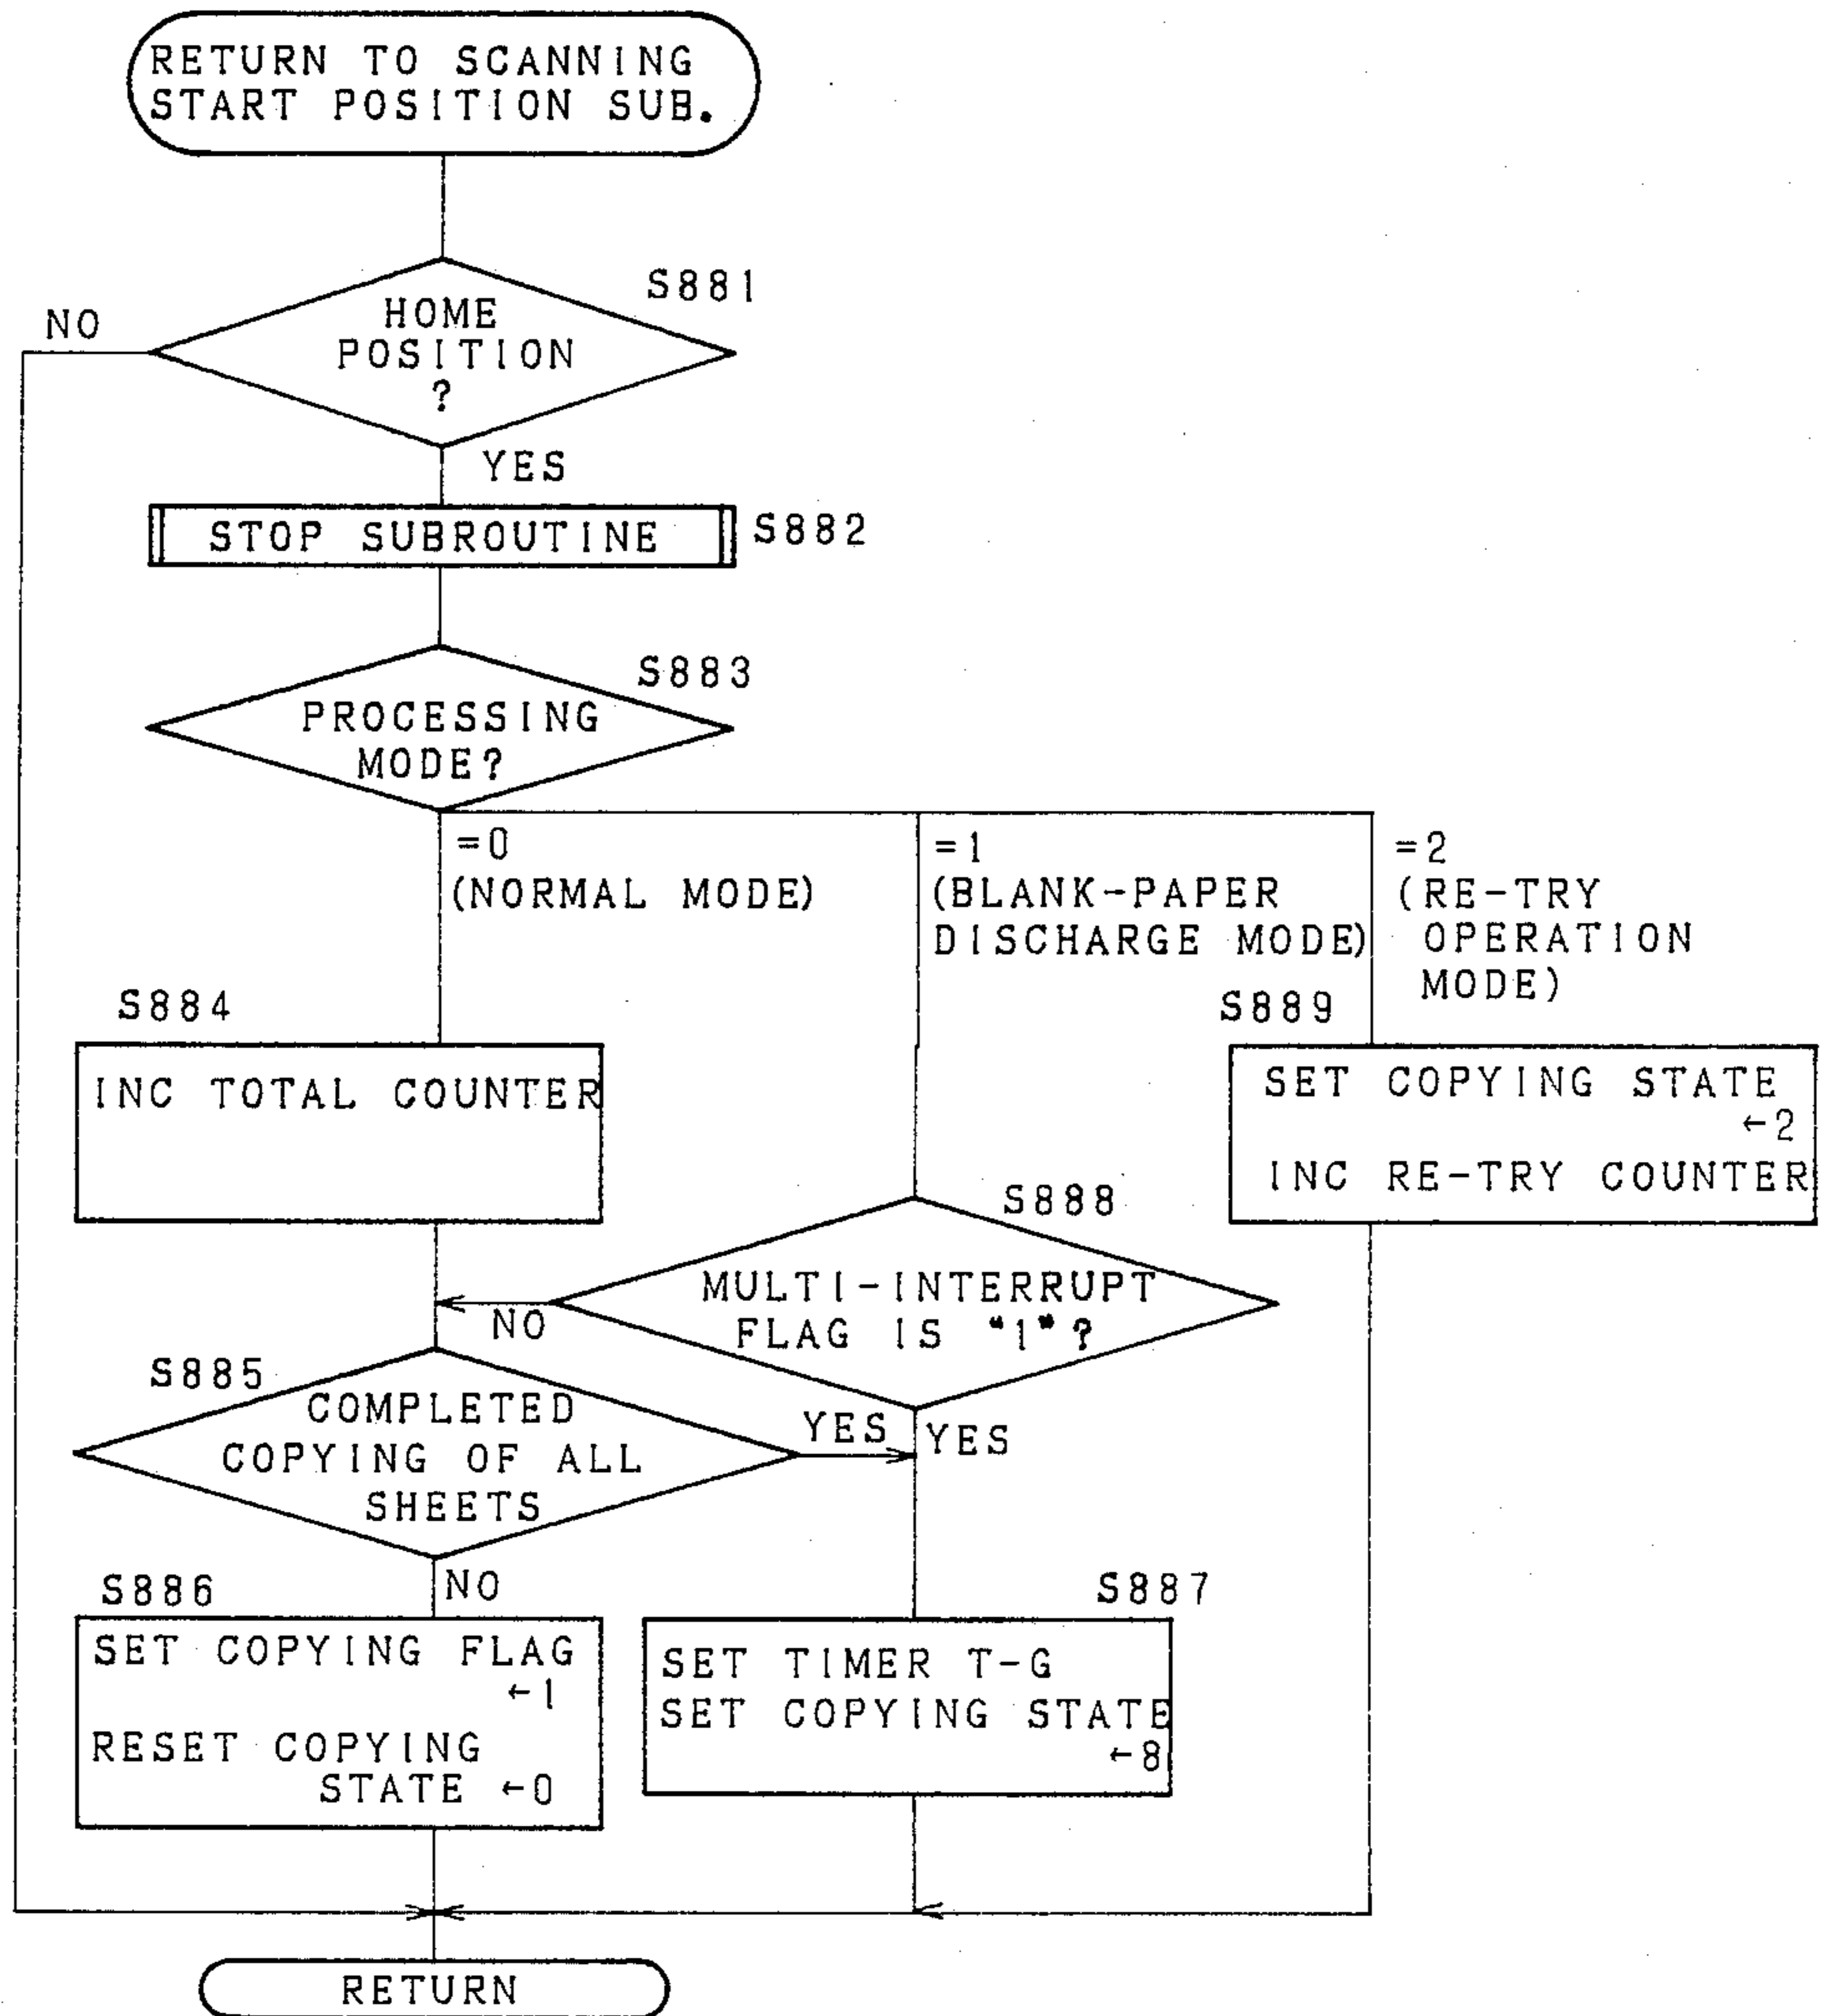 RETURN TO SCANNING
START POSITION SUB.
S881
NO
HOME
POSITION
?
YES
STOP SUBROUTINE
S882
S883
PROCESSING
MODE?
=0
(NORMAL MODE)
=1
(BLANK-PAPER
DISCHARGE MODE)
=2
(RE-TRY
OPERATION
MODE)
S884
INC TOTAL COUNTER
S889
SET COPYING STATE
←2
INC RE-TRY COUNTER
S888
MULTI-INTERRUPT
FLAG IS "1"?
NO
YES
S885
COMPLETED
COPYING OF ALL
SHEETS
YES
NO
S886
SET COPYING FLAG
←1
RESET COPYING
STATE ←0
S887
SET TIMER T-G
SET COPYING STATE
←8
RETURN